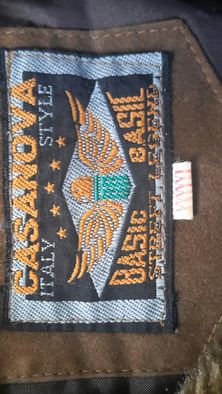 CASANOVA
ITALY STYLE
BASIC BASIC
STREET LEGEND